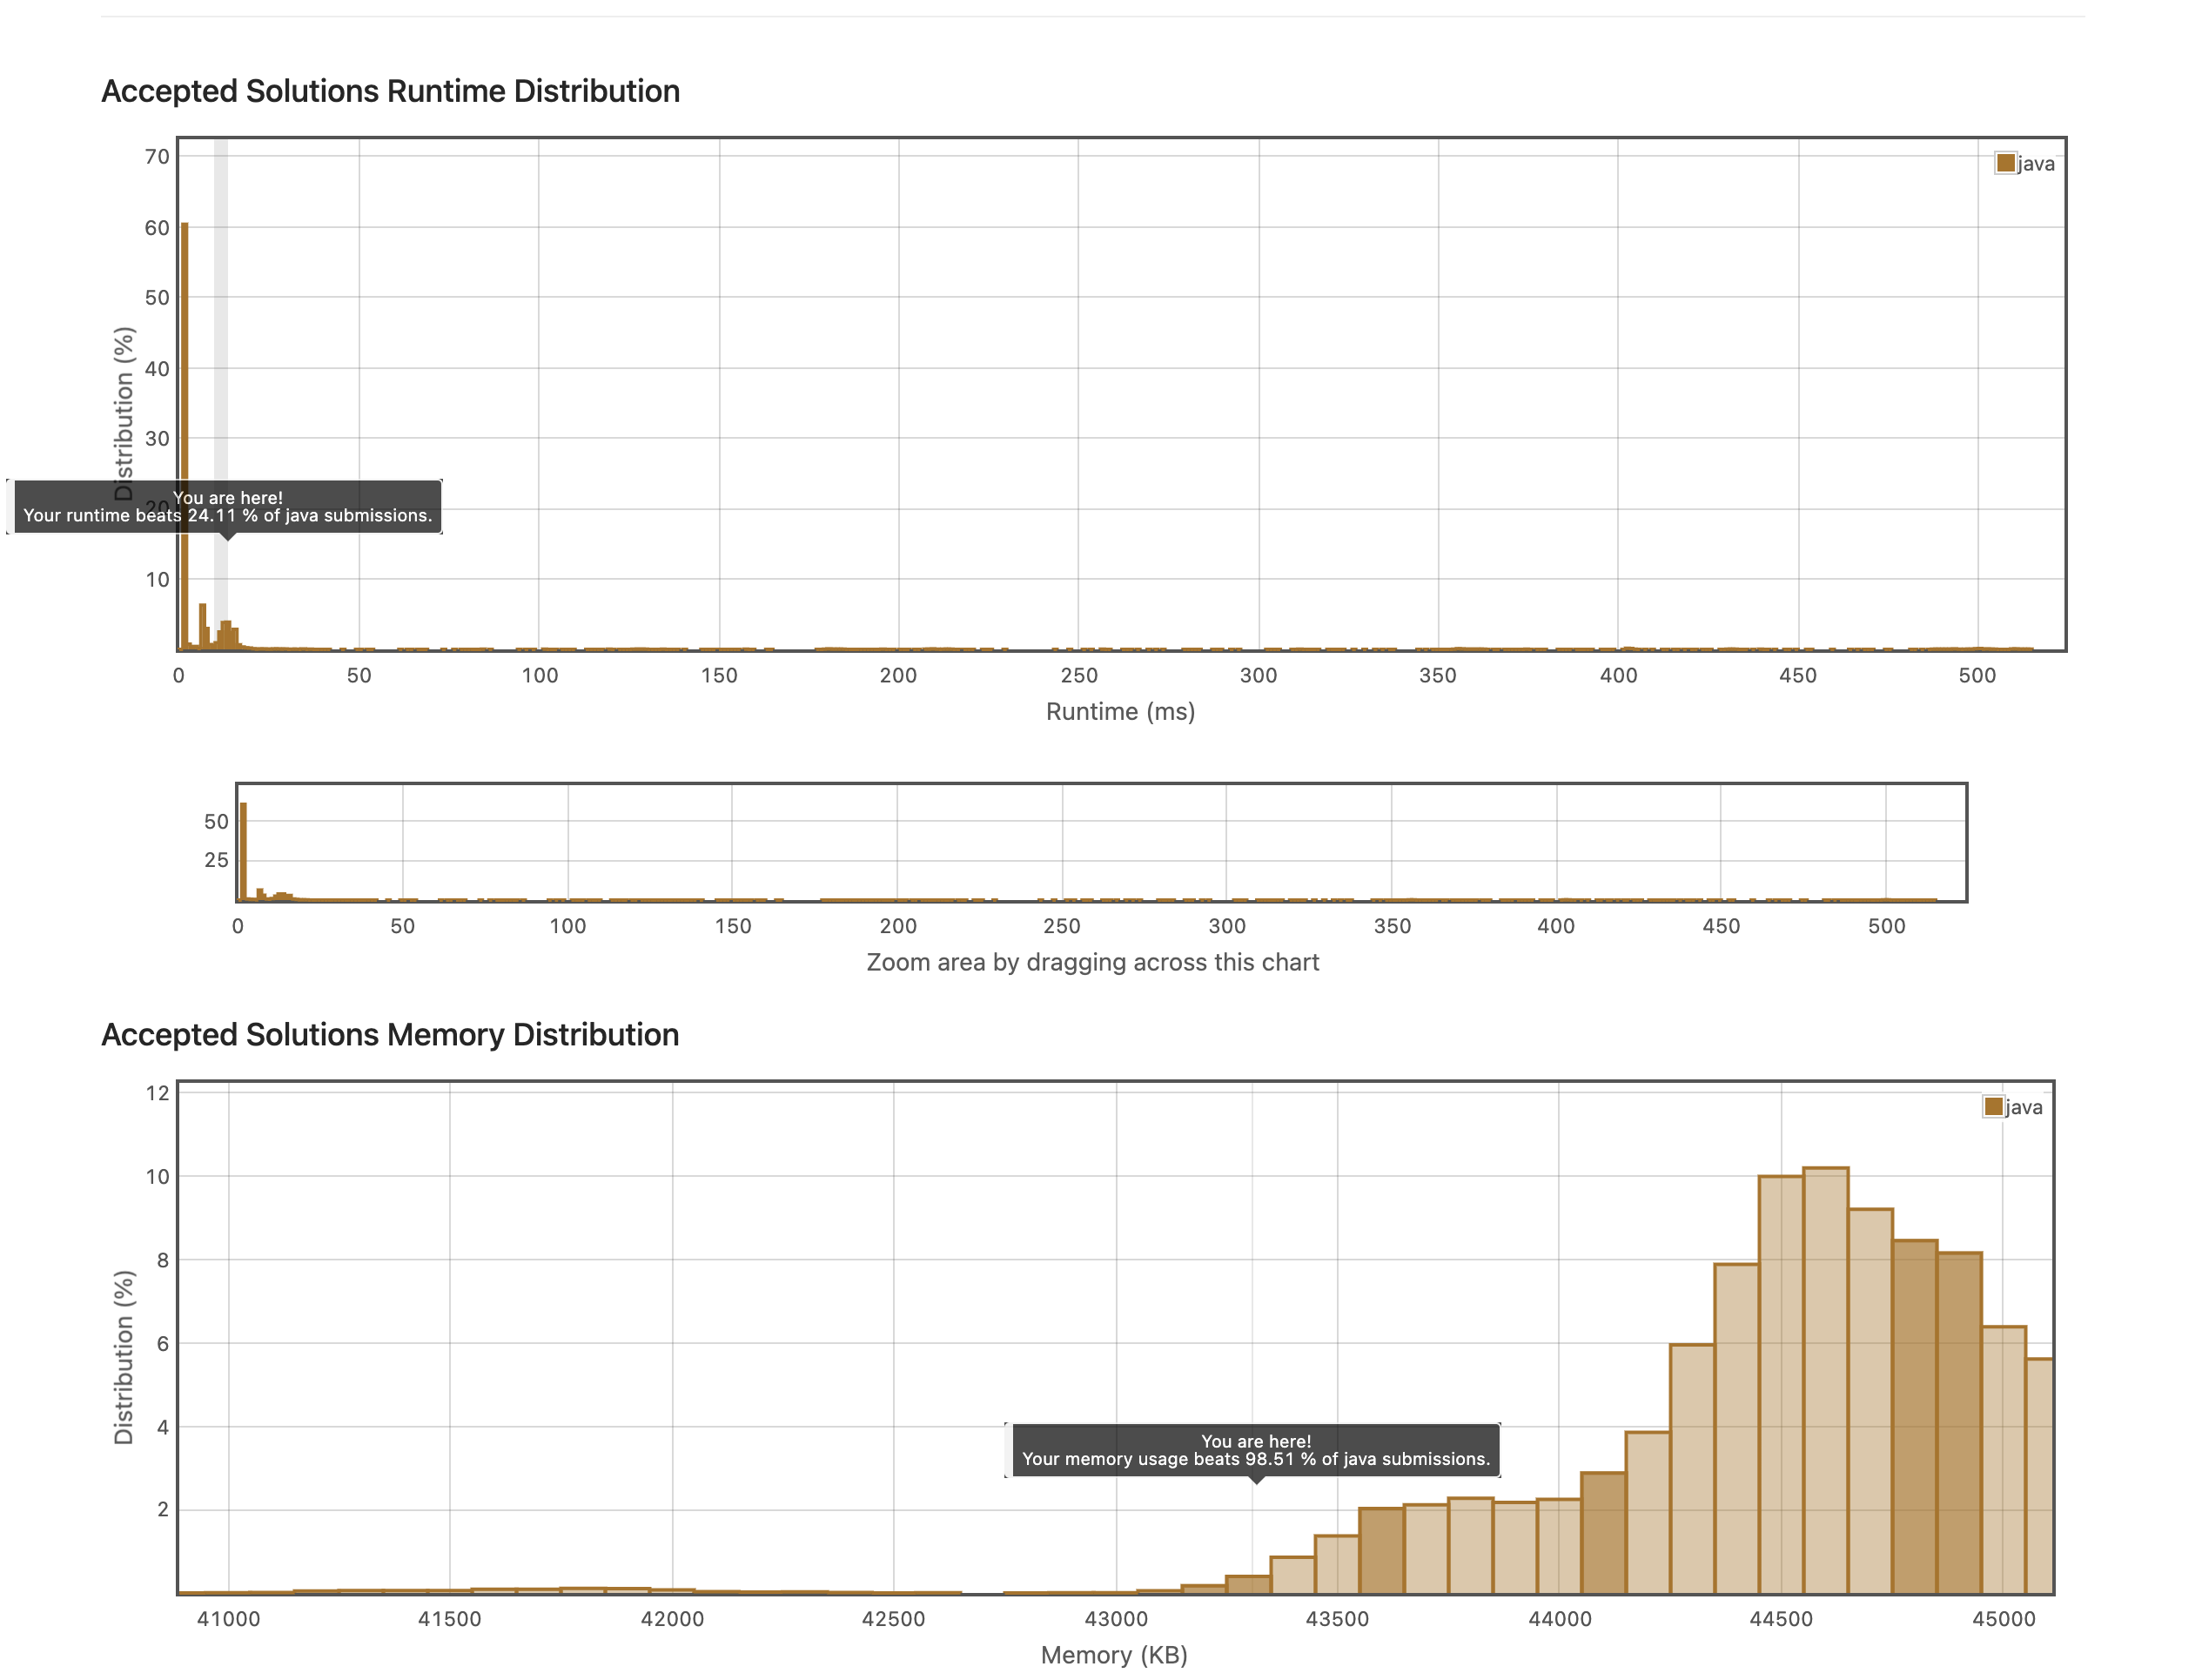 Accepted Solutions Runtime Distribution
70
60
50
40
30
20
10
Distribution (%)
java
You are here!
Your runtime beats 24.11 % of java submissions.
0 50 100 150 200 250 300 350 400 450 500
Runtime (ms)
50
25
0 50 100 150 200 250 300 350 400 450 500
Zoom area by dragging across this chart
Accepted Solutions Memory Distribution
12
10
8
6
4
2
Distribution (%)
java
You are here!
Your memory usage beats 98.51 % of java submissions.
41000 41500 42000 42500 43000 43500 44000 44500 45000
Memory (KB)